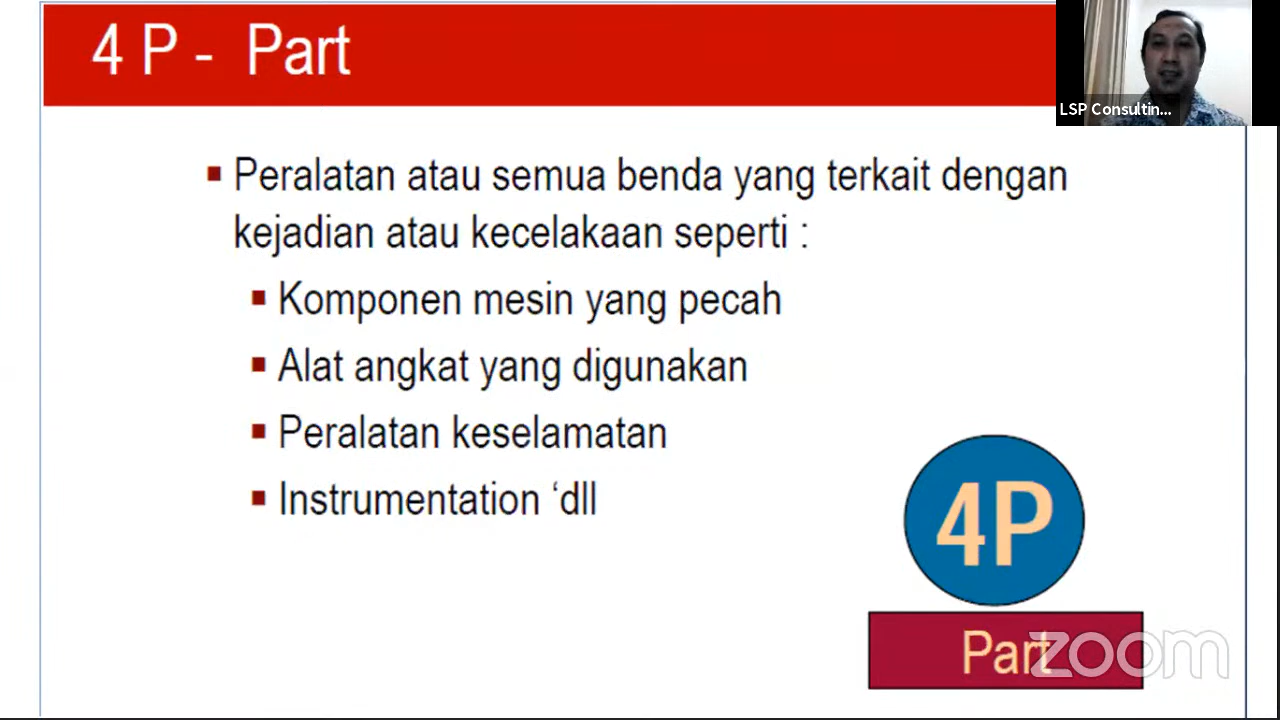 4 P - Part
LSP Consultin...
▪ Peralatan atau semua benda yang terkait dengan
kejadian atau kecelakaan seperti :
▪ Komponen mesin yang pecah
▪ Alat angkat yang digunakan
▪ Peralatan keselamatan
▪ Instrumentation ‘dll
4P
Part
zoom